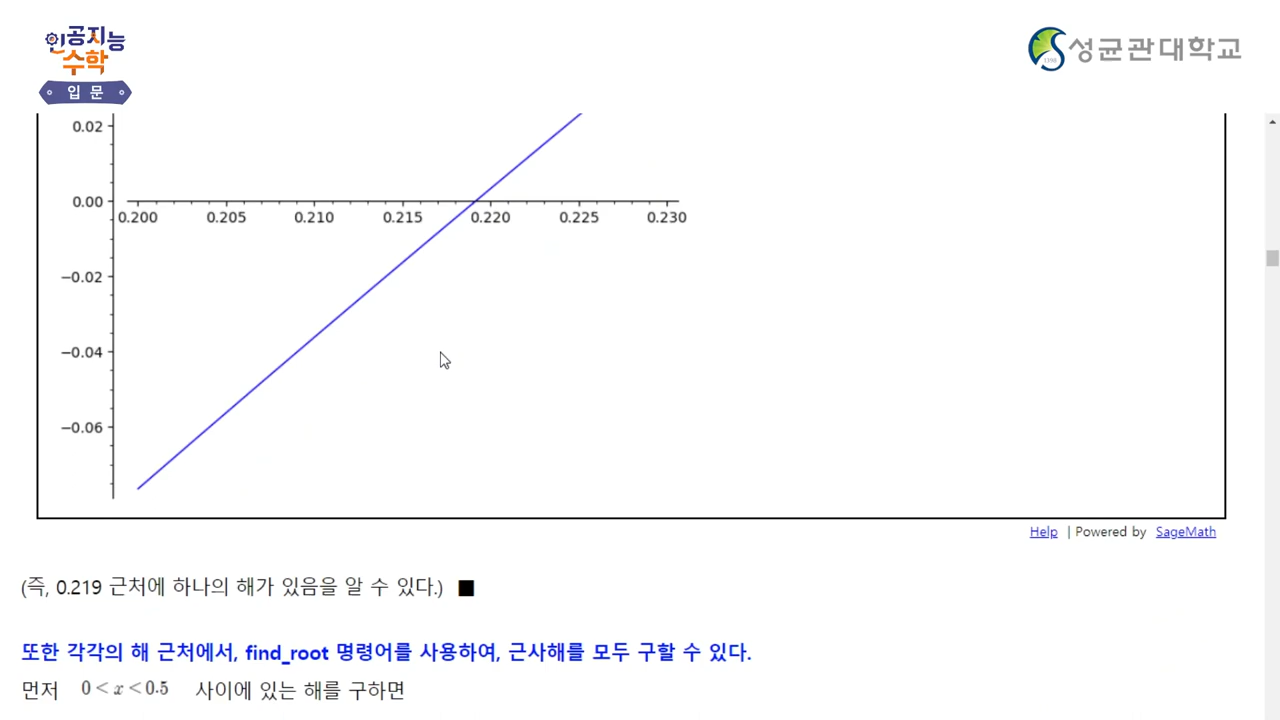 인공지능
수학
입문
성균관대학교
1398
0.02
0.00
0.200 0.205 0.210 0.215 0.220 0.225 0.230
−0.02
−0.04
−0.06
Help | Powered by SageMath
(즉, 0.219 근처에 하나의 해가 있음을 알 수 있다.) ■
또한 각각의 해 근처에서, find_root 명령어를 사용하여, 근사해를 모두 구할 수 있다.
먼저 0 < x < 0.5 사이에 있는 해를 구하면